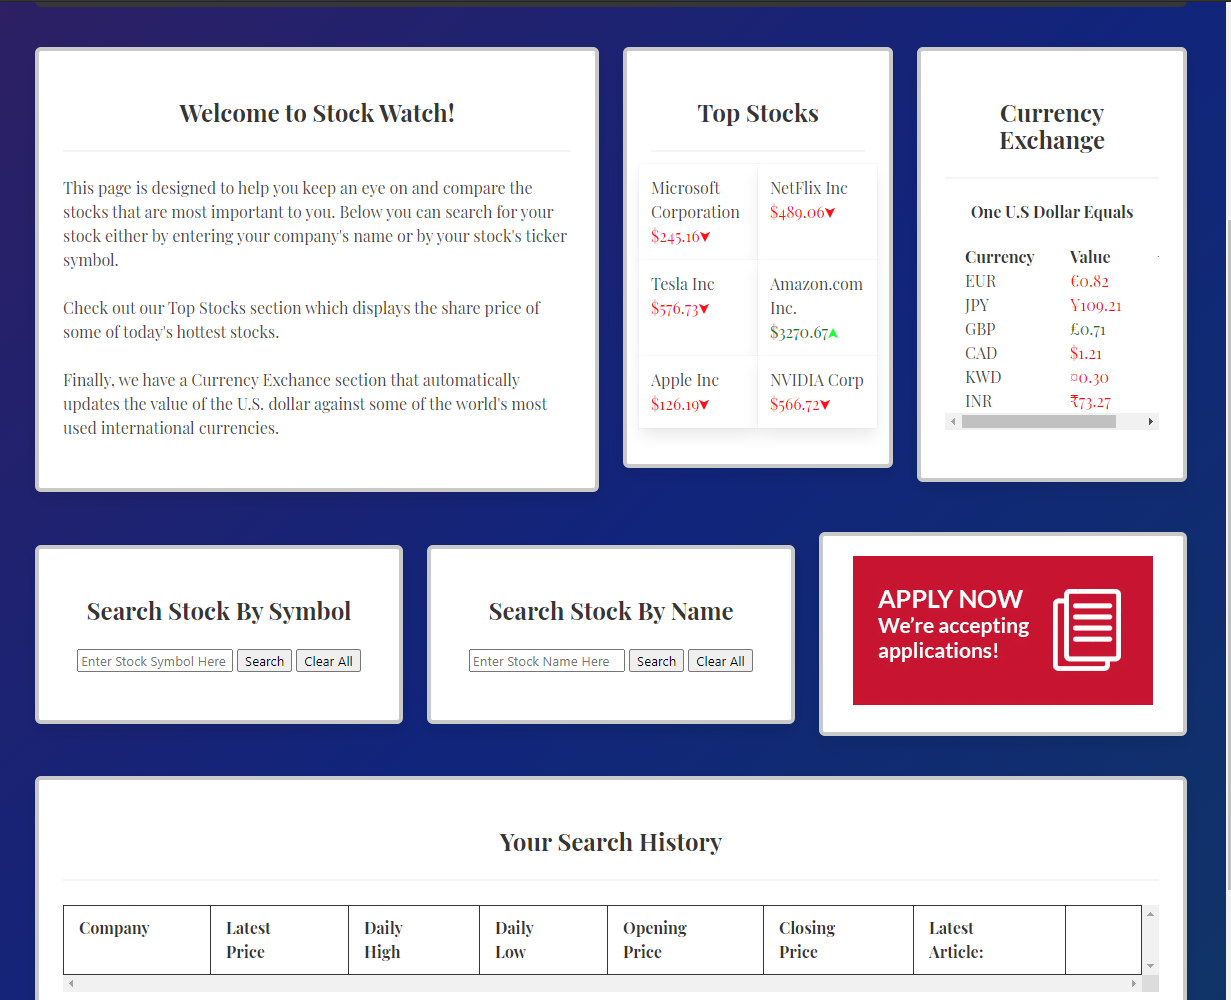 Welcome to Stock Watch!
This page is designed to help you keep an eye on and compare the
stocks that are most important to you. Below you can search for your
stock either by entering your company's name or by your stock's ticker
symbol.
Check out our Top Stocks section which displays the share price of
some of today's hottest stocks.
Finally, we have a Currency Exchance section that automatically
updates the value of the U.S. dollar against some of the world's most
used international currencies.
Top Stocks
Microsoft
Corporation
$245.16
NetFlix Inc
$489.06
Tesla Inc
$576.73
Amazon.com
Inc.
$3270.67
Apple Inc
$126.19
NVIDIA Corp
$566.72
Currency
Exchange
One U.S Dollar Equals
Currency Value
EUR €0.82
JPY ¥109.21
GBP £0.71
CAD $1.21
KWD ¤0.30
INR ₹73.27
Search Stock By Symbol
Enter Stock Symbol Here Search Clear All
Search Stock By Name
Enter Stock Name Here Search Clear All
APPLY NOW
We're accepting
applications!
Your Search History
Company
Latest
Price
Daily
High
Daily
Low
Opening
Price
Closing
Price
Latest
Article: